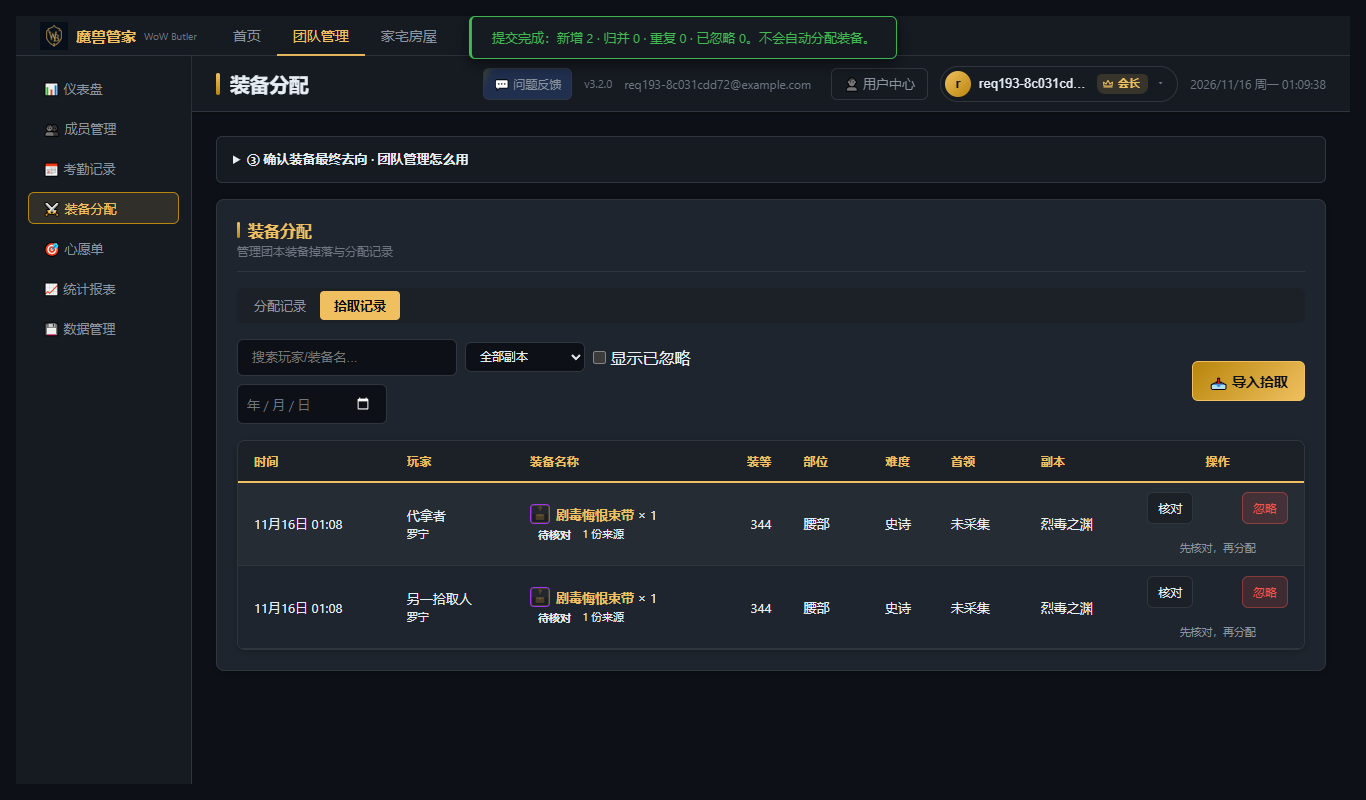 魔兽管家 WoW Butler 首页 团队管理 家宅房屋
提交完成：新增 2 · 归并 0 · 重复 0 · 已忽略 0。不会自动分配装备。
仪表盘
成员管理
考勤记录
装备分配
心愿单
统计报表
数据管理
装备分配 问题反馈 v3.2.0 req193-8c031cdd72@example.com 用户中心 r req193-8c031cd... 会长 2026/11/16 周一 01:09:38
③ 确认装备最终去向 · 团队管理怎么用
装备分配
管理团本装备掉落与分配记录
分配记录 拾取记录
搜索玩家/装备名... 全部副本 显示已忽略
年 / 月 / 日
导入拾取
时间 玩家 装备名称 装等 部位 难度 首领 副本 操作
11月16日 01:08 代拿者 剧毒悔恨束带 × 1 344 腰部 史诗 未采集 烈毒之渊 核对 忽略
罗宁 待核对 1 份来源 先核对，再分配
11月16日 01:08 另一拾取人 剧毒悔恨束带 × 1 344 腰部 史诗 未采集 烈毒之渊 核对 忽略
罗宁 待核对 1 份来源 先核对，再分配